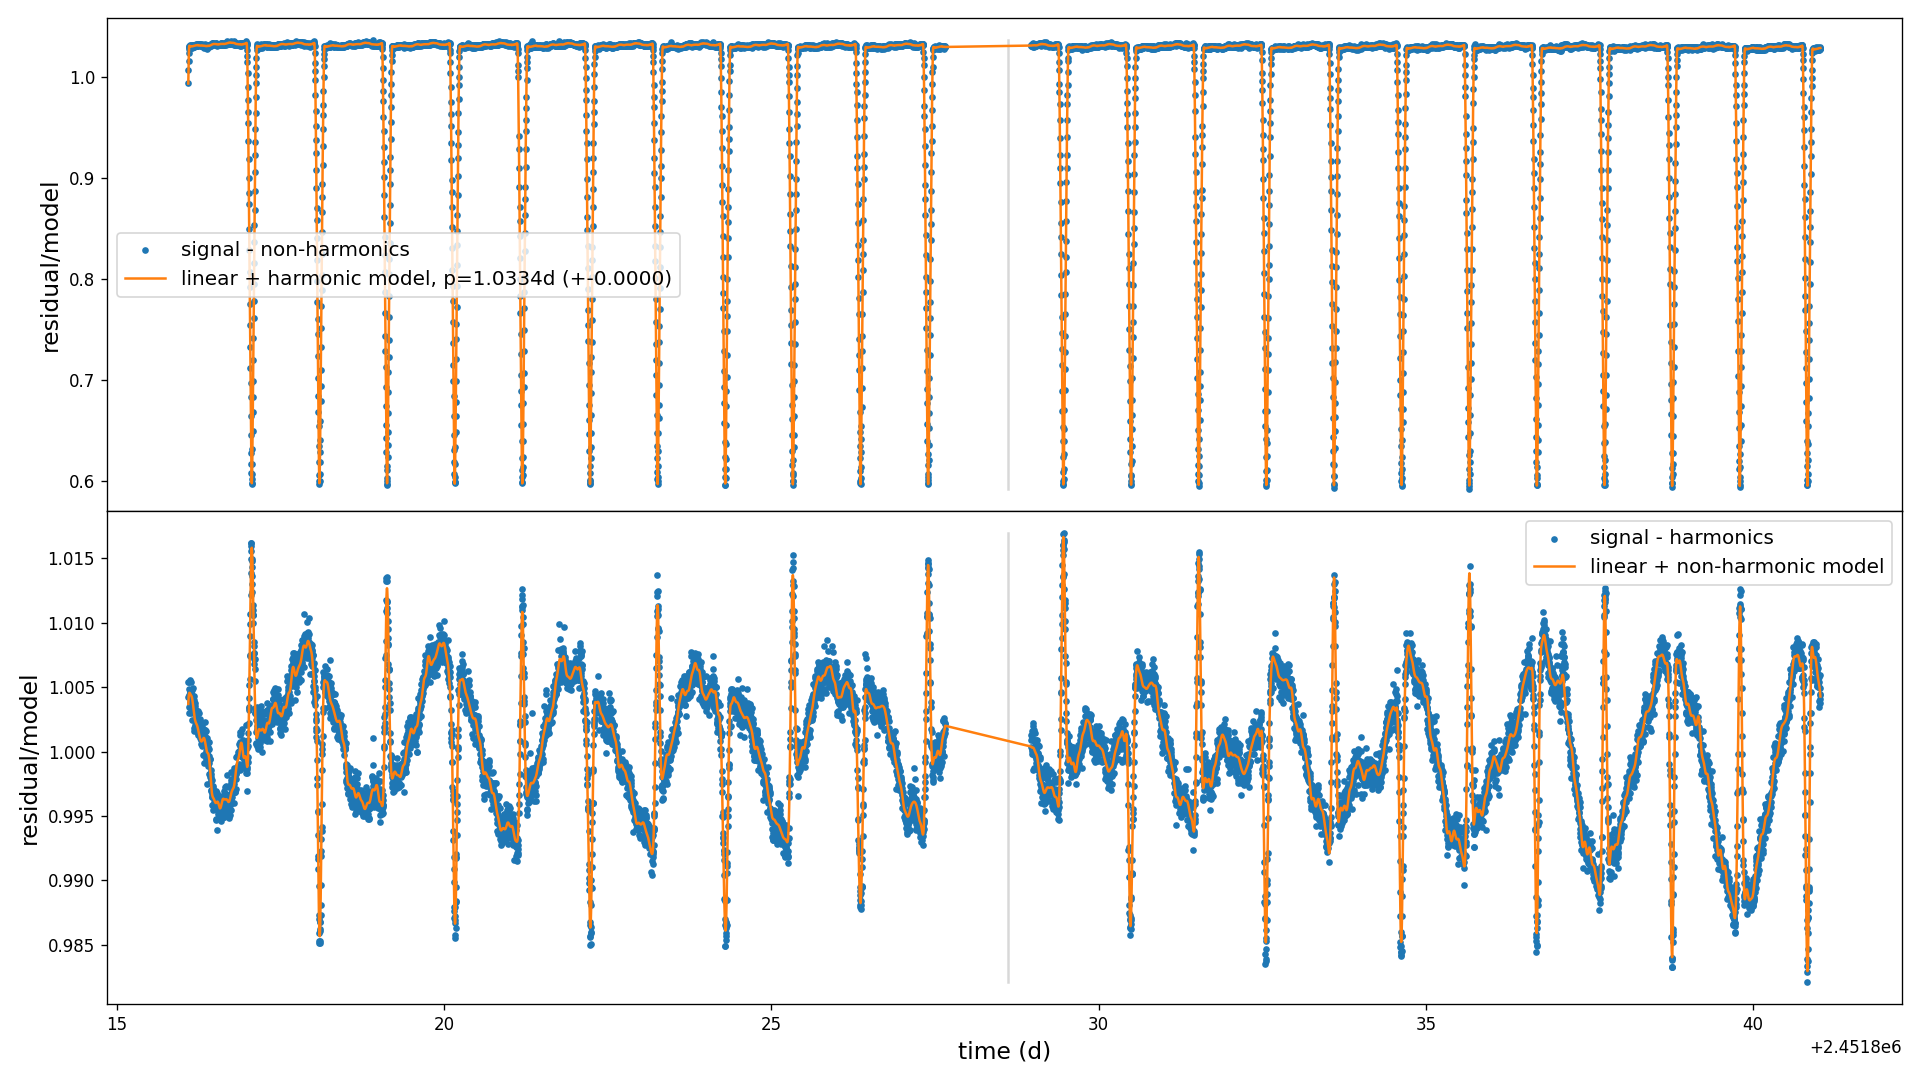 1.0
0.9
0.8
0.7
0.6
residual/model
signal - non-harmonics
linear + harmonic model, p=1.0334d (+-0.0000)
1.015
1.010
1.005
1.000
0.995
0.990
0.985
residual/model
signal - harmonics
linear + non-harmonic model
15 20 25 30 35 40
time (d)
+2.4518e6